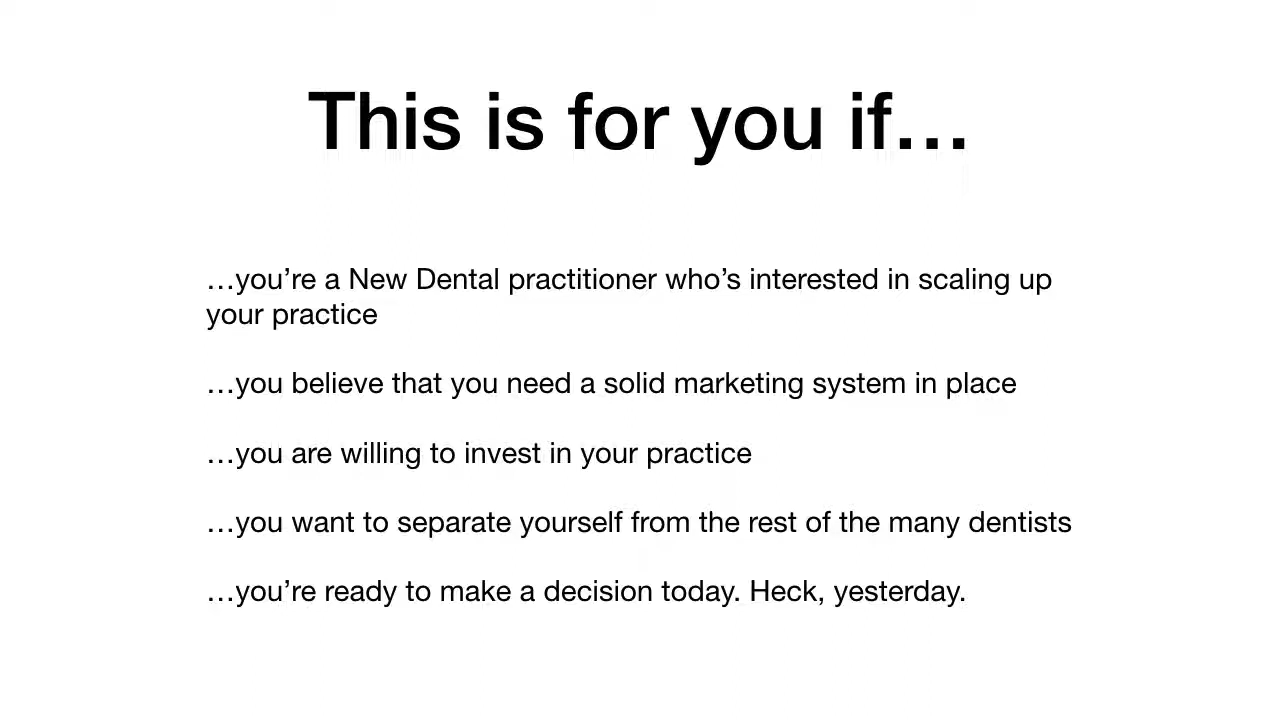 This is for you if…
…you’re a New Dental practitioner who’s interested in scaling up
your practice
…you believe that you need a solid marketing system in place
…you are willing to invest in your practice
…you want to separate yourself from the rest of the many dentists
…you’re ready to make a decision today. Heck, yesterday.